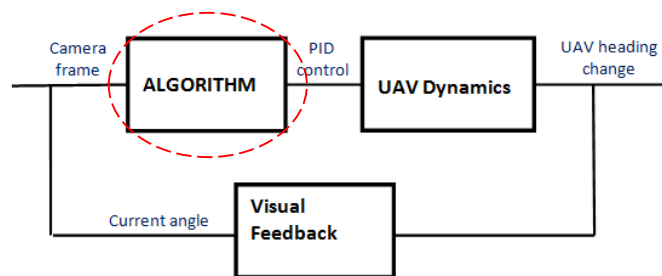 Camera
frame
ALGORITHM
PID
control
UAV Dynamics
UAV heading
change
Current angle
Visual
Feedback